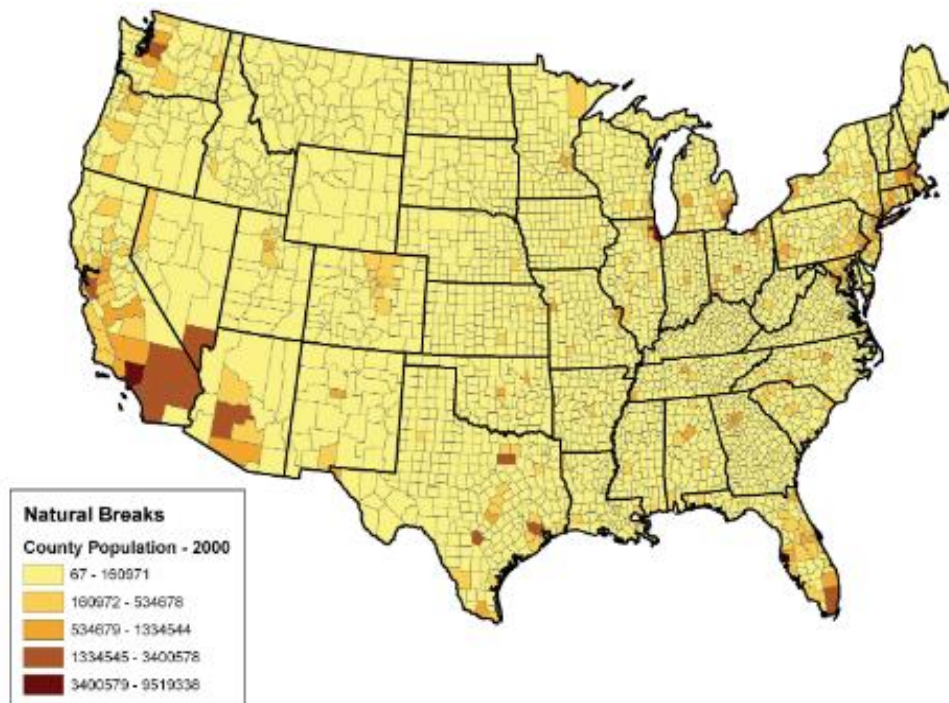 Natural Breaks
County Population - 2000
67 - 160971
160972 - 534678
534679 - 1334544
1334545 - 3400578
3400579 - 9519338